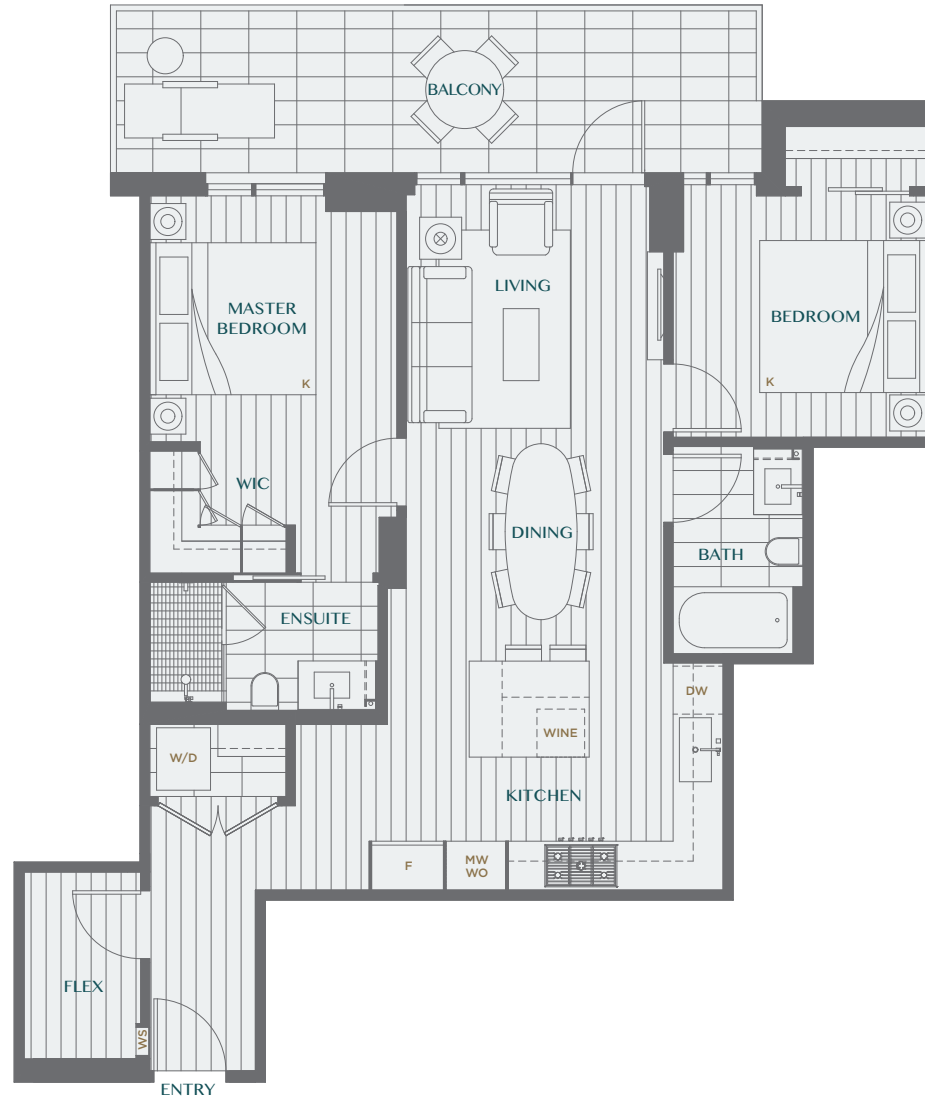 BALCONY
LIVING
MASTER
BEDROOM
BEDROOM
K
K
WIC
DINING
BATH
ENSUITE
DW
WINE
W/D
KITCHEN
F
MW
WO
FLEX
WS
ENTRY